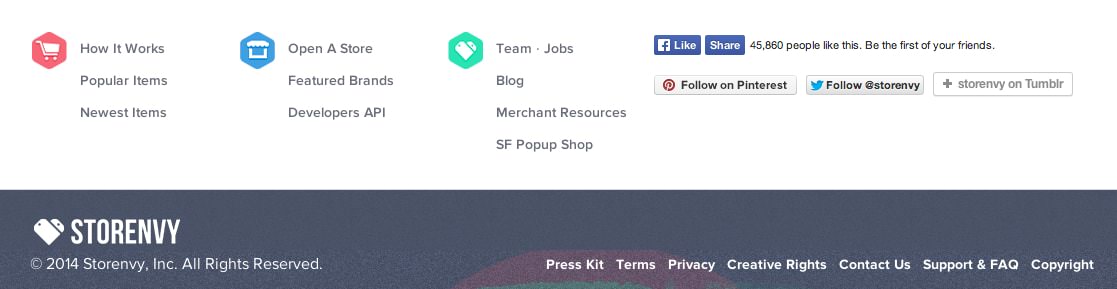 How It Works
Popular Items
Newest Items
Open A Store
Featured Brands
Developers API
Team · Jobs
Blog
Merchant Resources
SF Popup Shop
Like Share 45,860 people like this. Be the first of your friends.
Follow on Pinterest Follow @storenvy storenvy on Tumblr
STORENVY
© 2014 Storenvy, Inc. All Rights Reserved.
Press Kit Terms Privacy Creative Rights Contact Us Support & FAQ Copyright